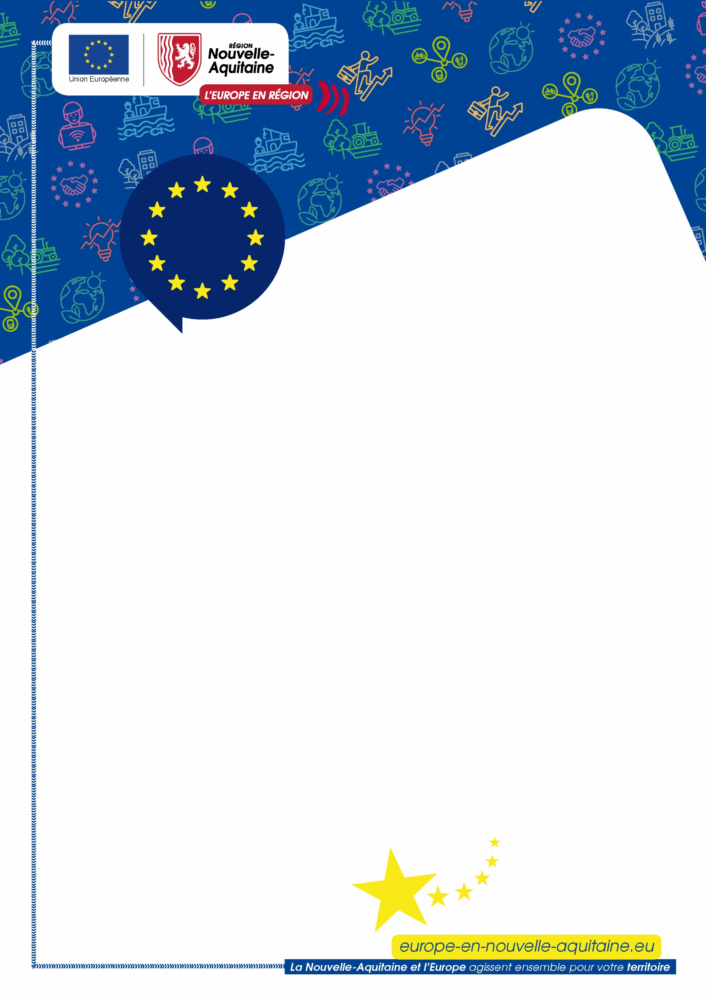 Union Européenne
RÉGION
Nouvelle-
Aquitaine
L'EUROPE EN RÉGION
europe-en-nouvelle-aquitaine.eu
La Nouvelle-Aquitaine et l'Europe agissent ensemble pour votre territoire